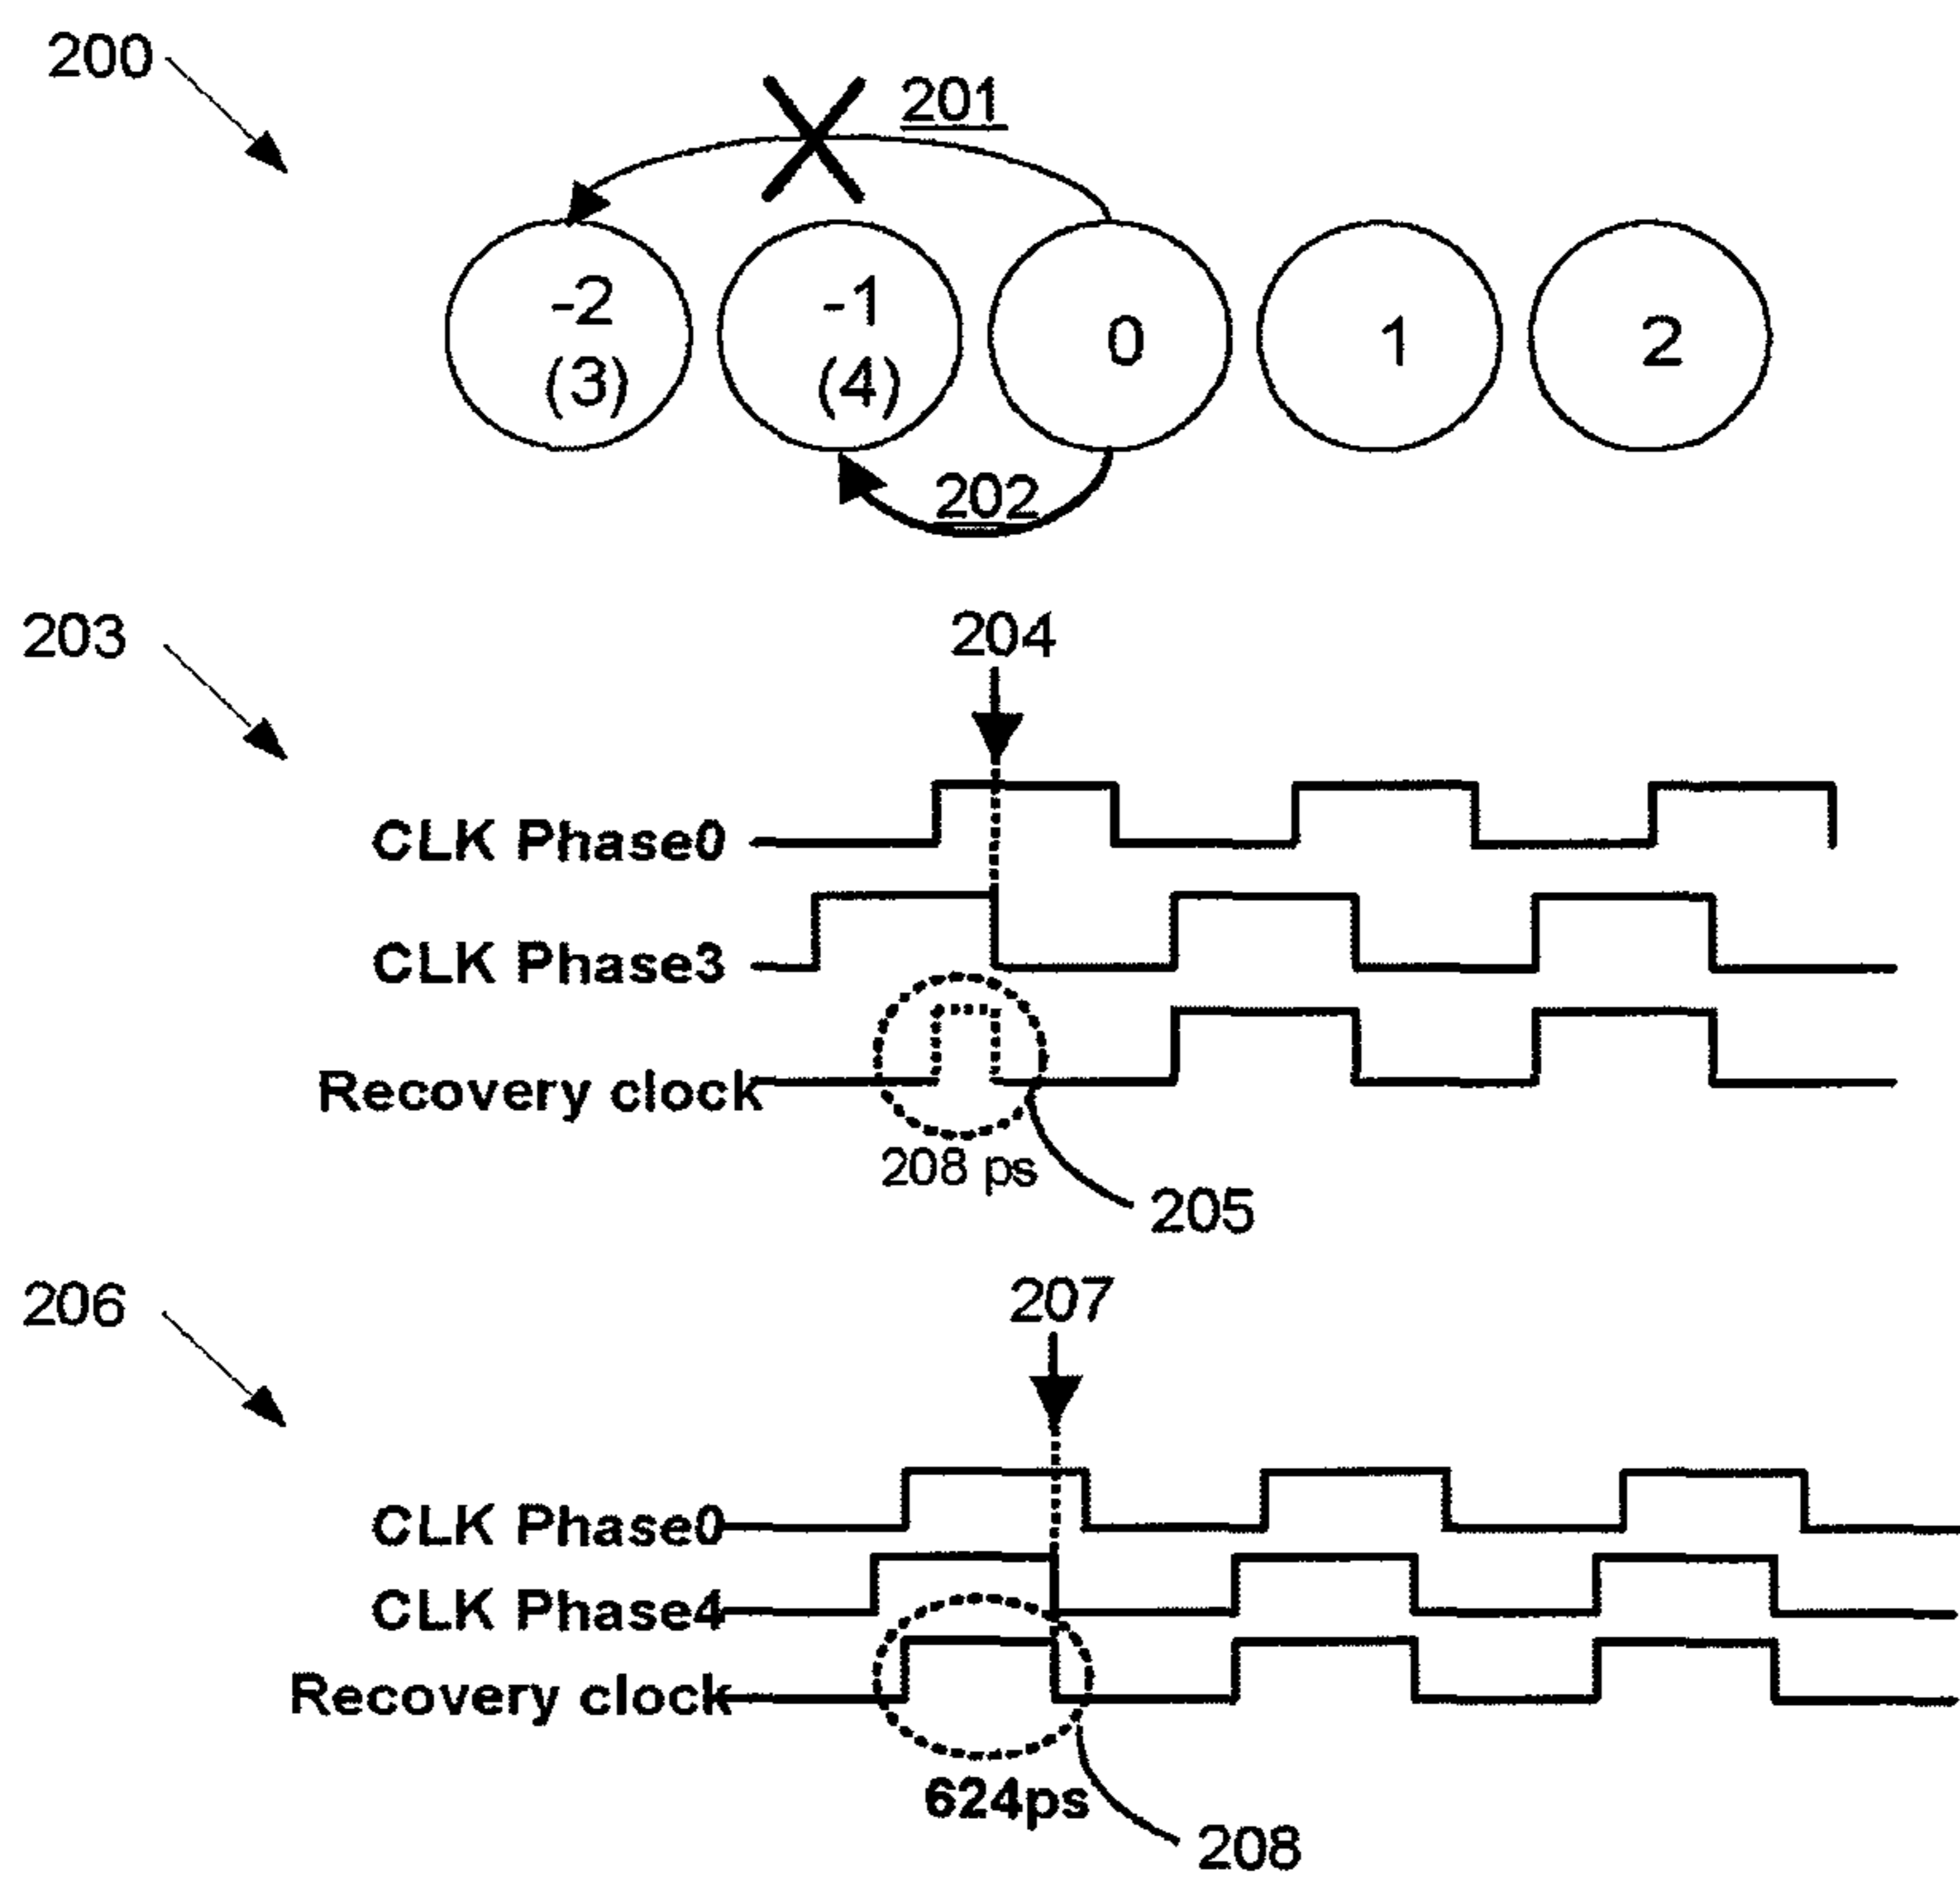 200
201
-2
(3)
-1
(4)
0
1
2
202
203
204
CLK Phase0
CLK Phase3
Recovery clock
208 ps
205
206
207
CLK Phase0
CLK Phase4
Recovery clock
624ps
208